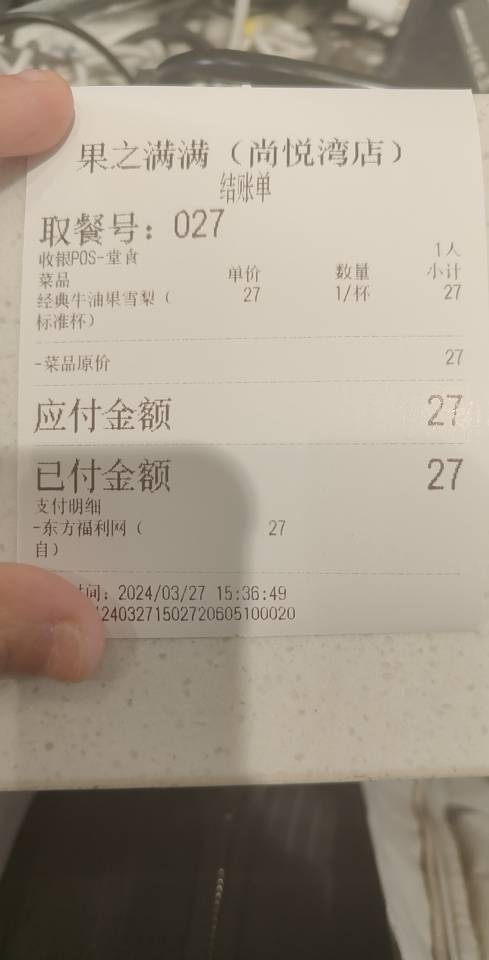 果之满满（尚悦湾店）
结账单
取餐号：027
收银POS-堂食 1人
菜品 单价 数量 小计
经典牛油果雪梨（ 27 1/杯 27
标准杯）
-菜品原价 27
应付金额 27
已付金额 27
支付明细
-东方福利网（ 27
自）
时间：2024/03/27 15:36:49
12403271502720605100020